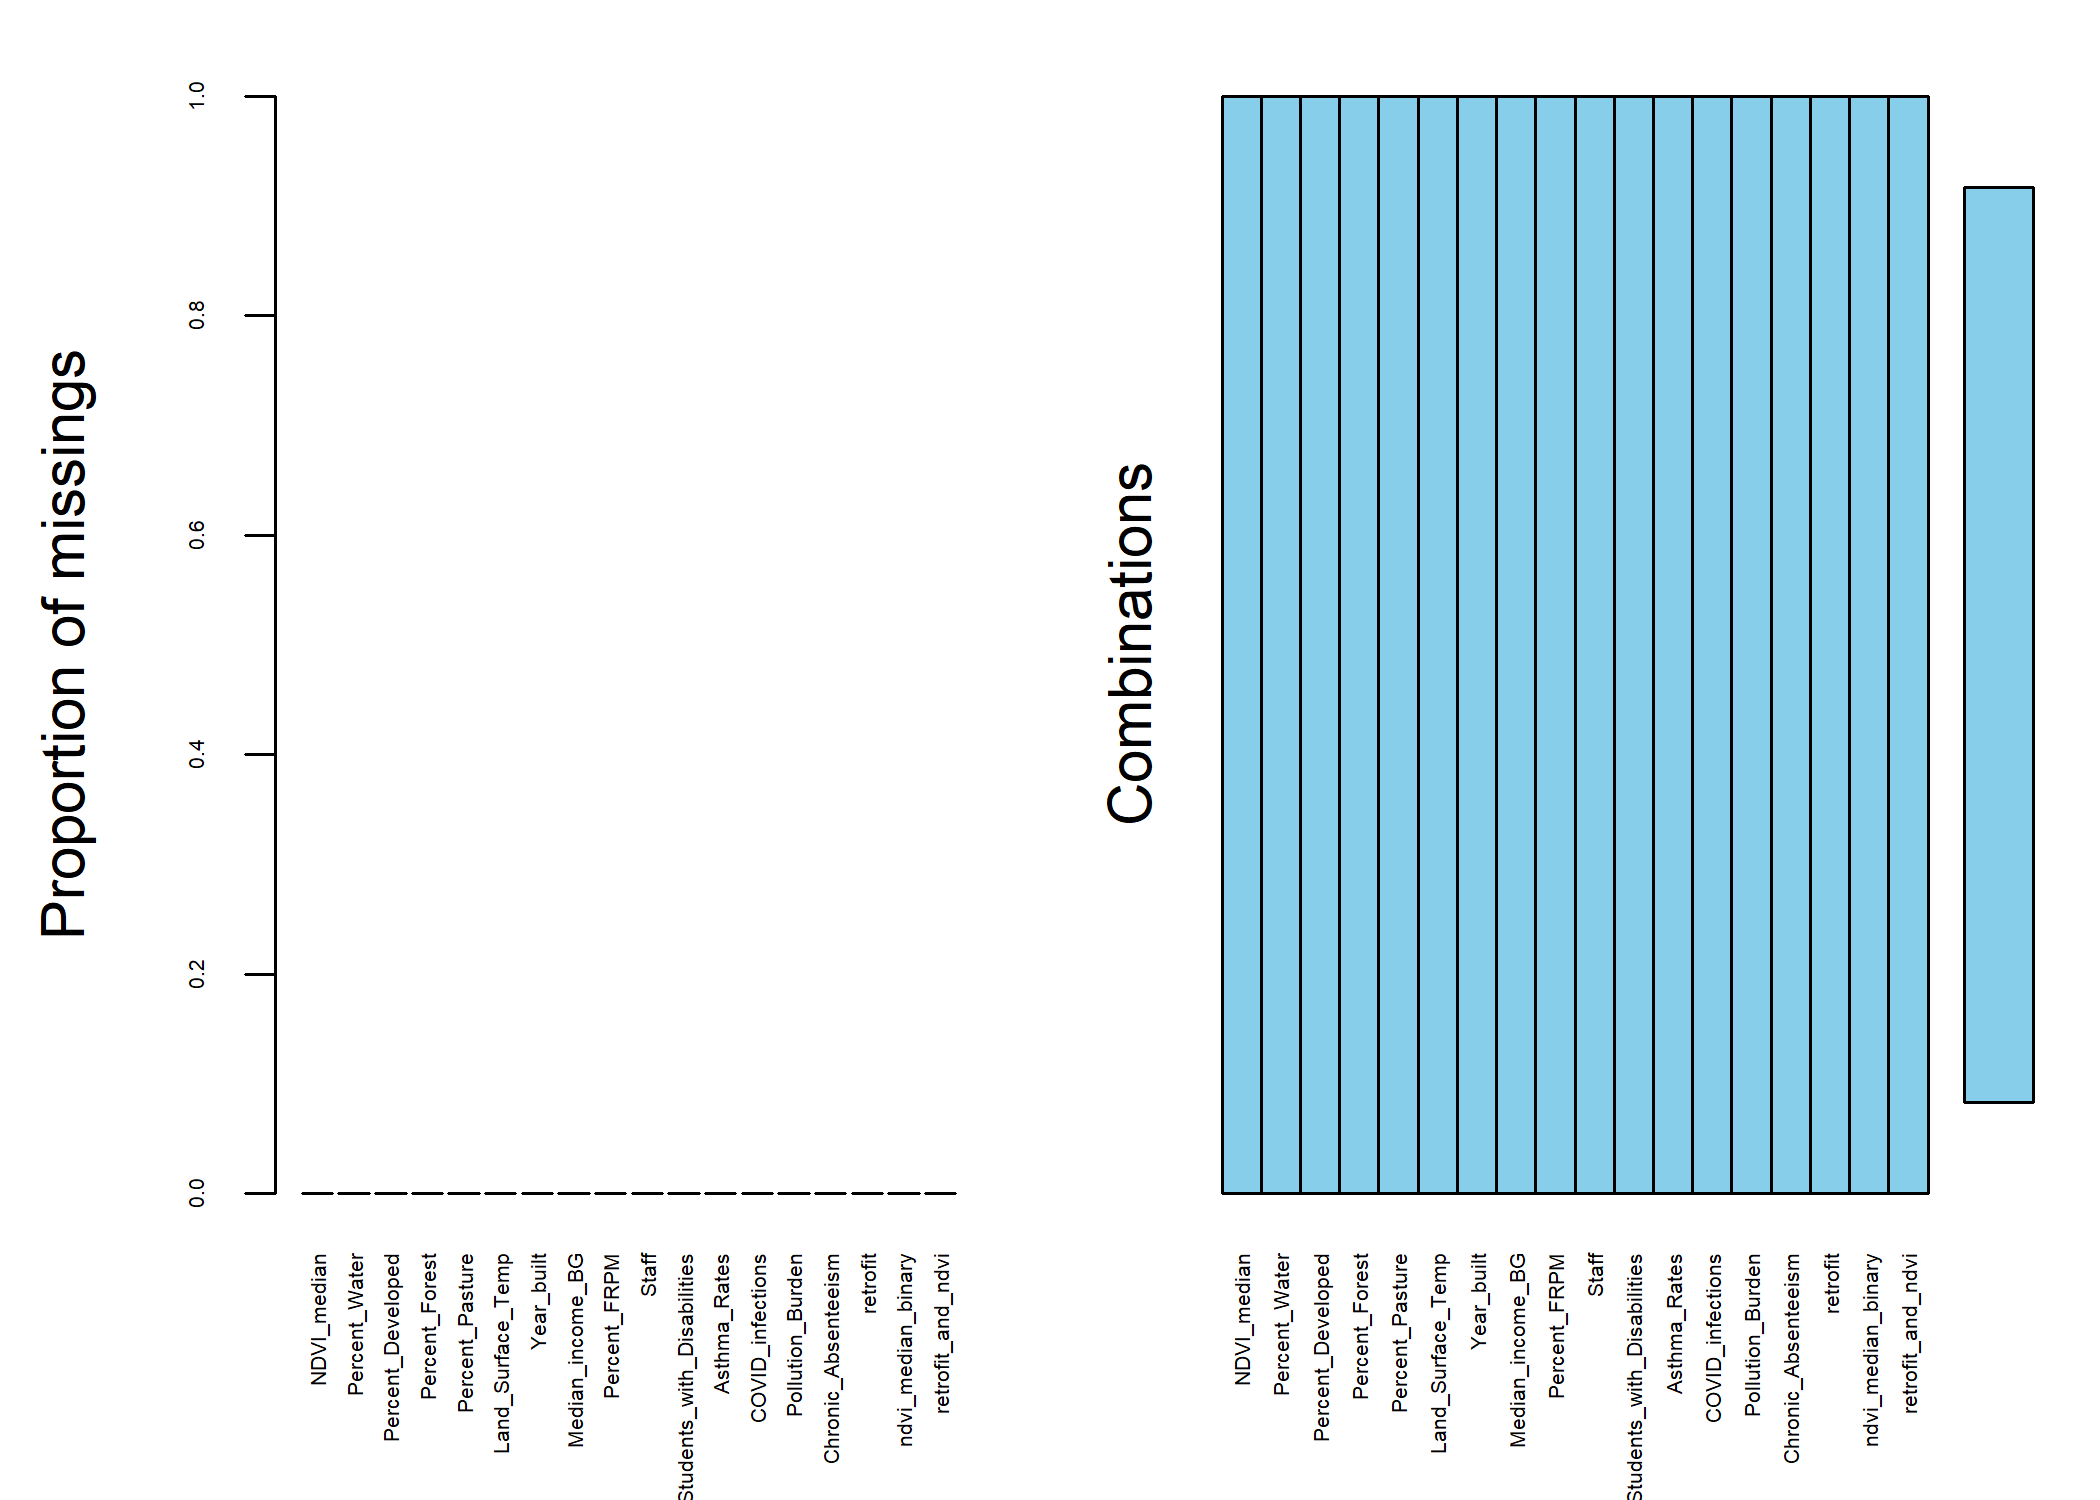 Proportion of missings
1.0
0.8
0.6
0.4
0.2
0.0
NDVI_median
Percent_Water
Percent_Developed
Percent_Forest
Percent_Pasture
Land_Surface_Temp
Year_built
Median_income_BG
Percent_FRPM
Staff
Students_with_Disabilities
Asthma_Rates
COVID_infections
Pollution_Burden
Chronic_Absenteeism
retrofit
ndvi_median_binary
retrofit_and_ndvi
Combinations
NDVI_median
Percent_Water
Percent_Developed
Percent_Forest
Percent_Pasture
Land_Surface_Temp
Year_built
Median_income_BG
Percent_FRPM
Staff
Students_with_Disabilities
Asthma_Rates
COVID_infections
Pollution_Burden
Chronic_Absenteeism
retrofit
ndvi_median_binary
retrofit_and_ndvi